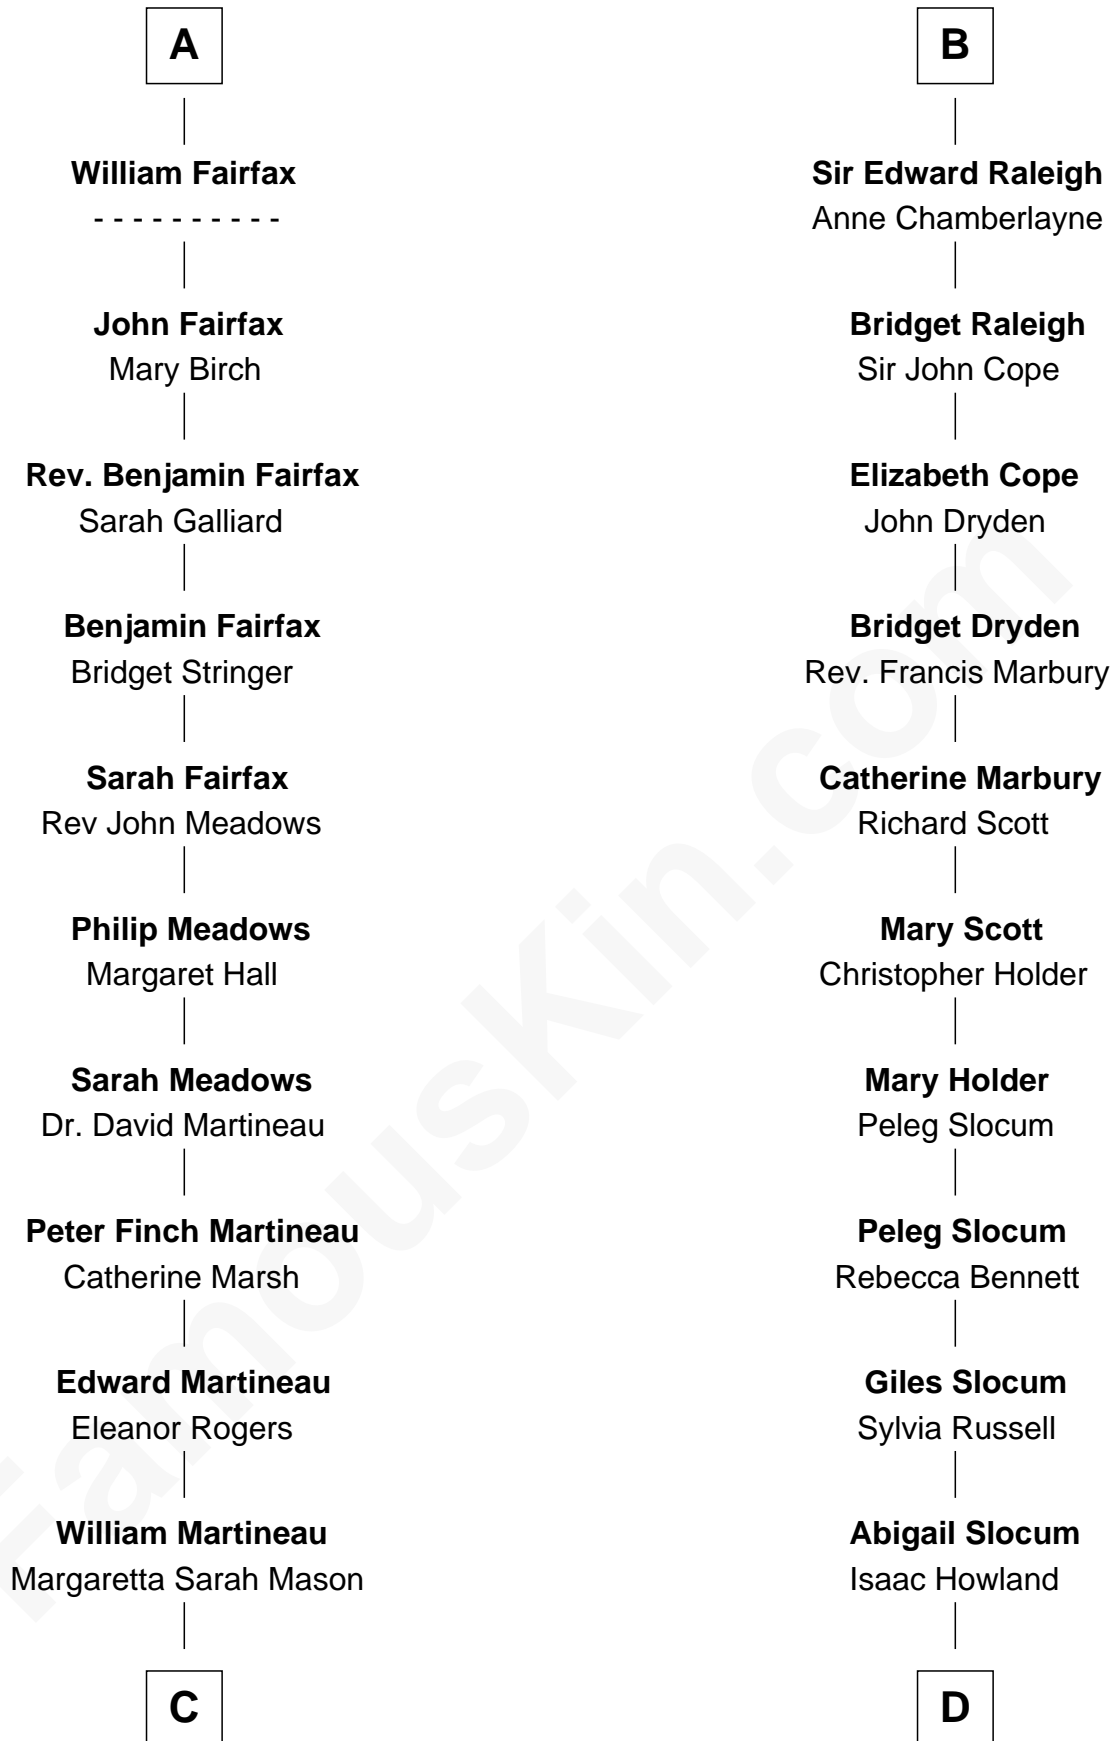 A
William Fairfax
- - - - - - - - - -
John Fairfax
Mary Birch
Rev. Benjamin Fairfax
Sarah Galliard
Benjamin Fairfax
Bridget Stringer
Sarah Fairfax
Rev John Meadows
Philip Meadows
Margaret Hall
Sarah Meadows
Dr. David Martineau
Peter Finch Martineau
Catherine Marsh
Edward Martineau
Eleanor Rogers
William Martineau
Margaretta Sarah Mason
C
B
Sir Edward Raleigh
Anne Chamberlayne
Bridget Raleigh
Sir John Cope
Elizabeth Cope
John Dryden
Bridget Dryden
Rev. Francis Marbury
Catherine Marbury
Richard Scott
Mary Scott
Christopher Holder
Mary Holder
Peleg Slocum
Peleg Slocum
Rebecca Bennett
Giles Slocum
Sylvia Russell
Abigail Slocum
Isaac Howland
D
FamousKin.com